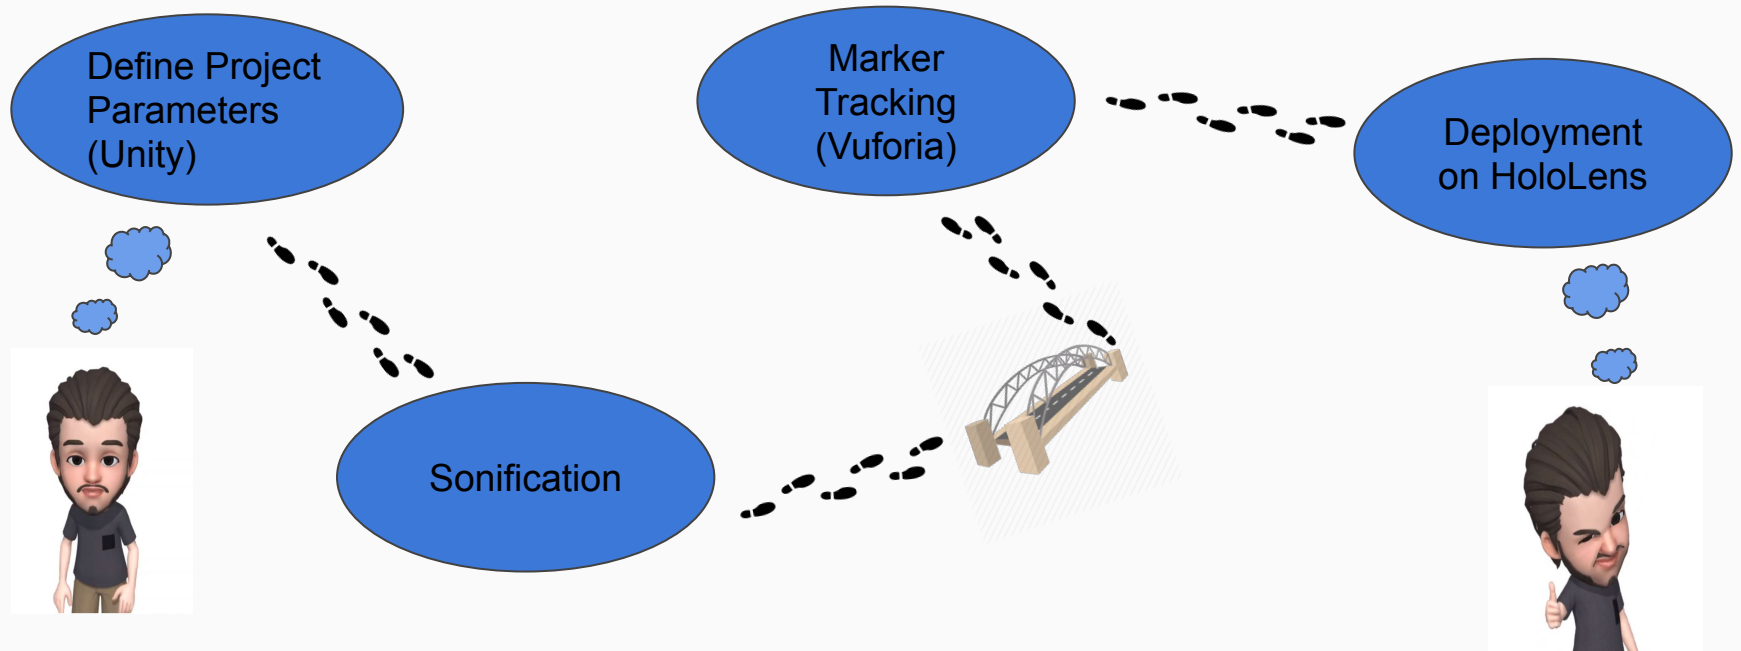 Define Project
Parameters
(Unity)
Sonification
Marker
Tracking
(Vuforia)
Deployment
on HoloLens